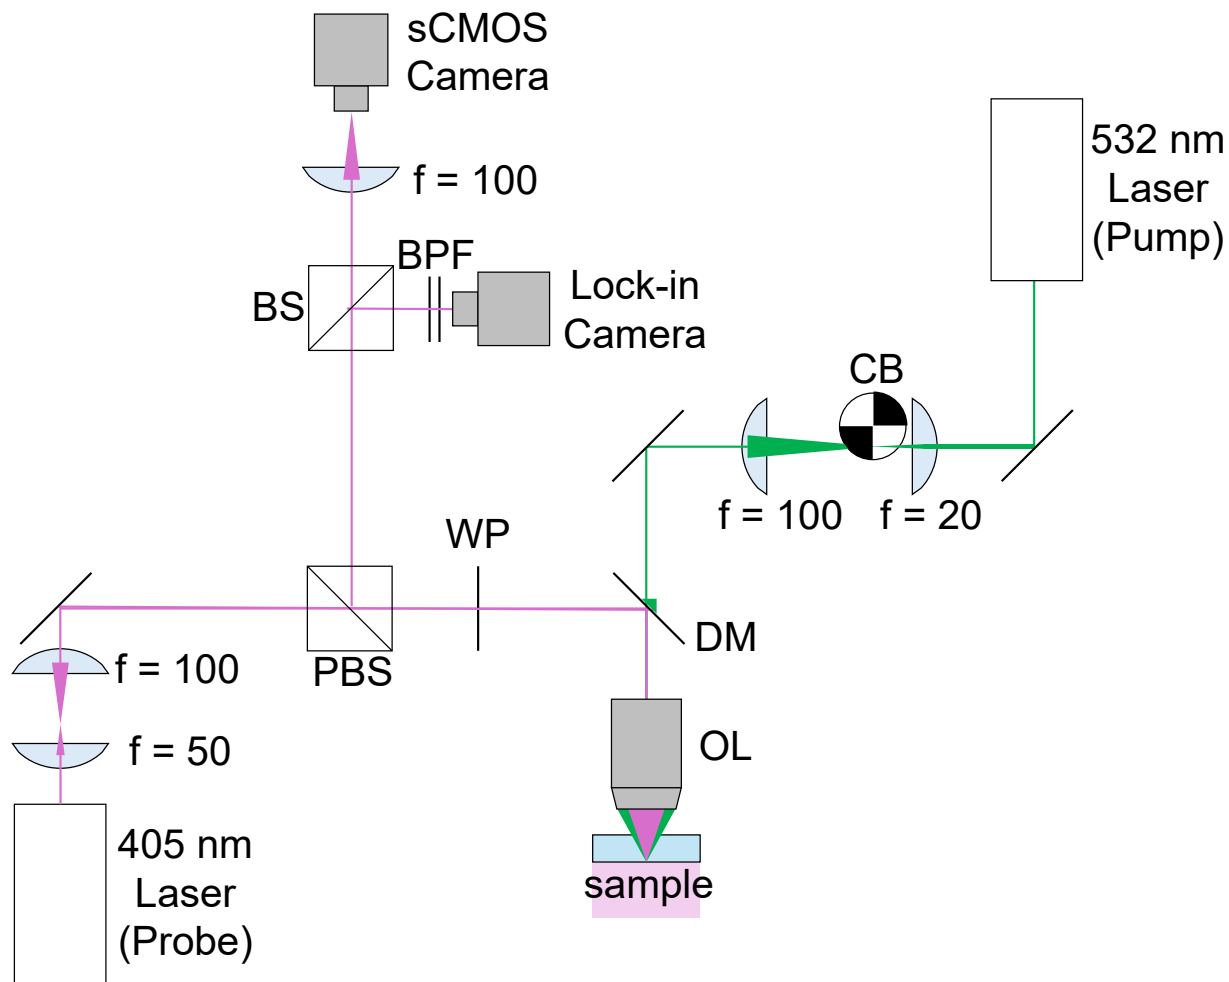 sCMOS
Camera
f = 100
532 nm
Laser
(Pump)
BPF
BS
Lock-in
Camera
CB
f = 100
f = 20
WP
PBS
DM
f = 100
f = 50
OL
405 nm
Laser
(Probe)
sample